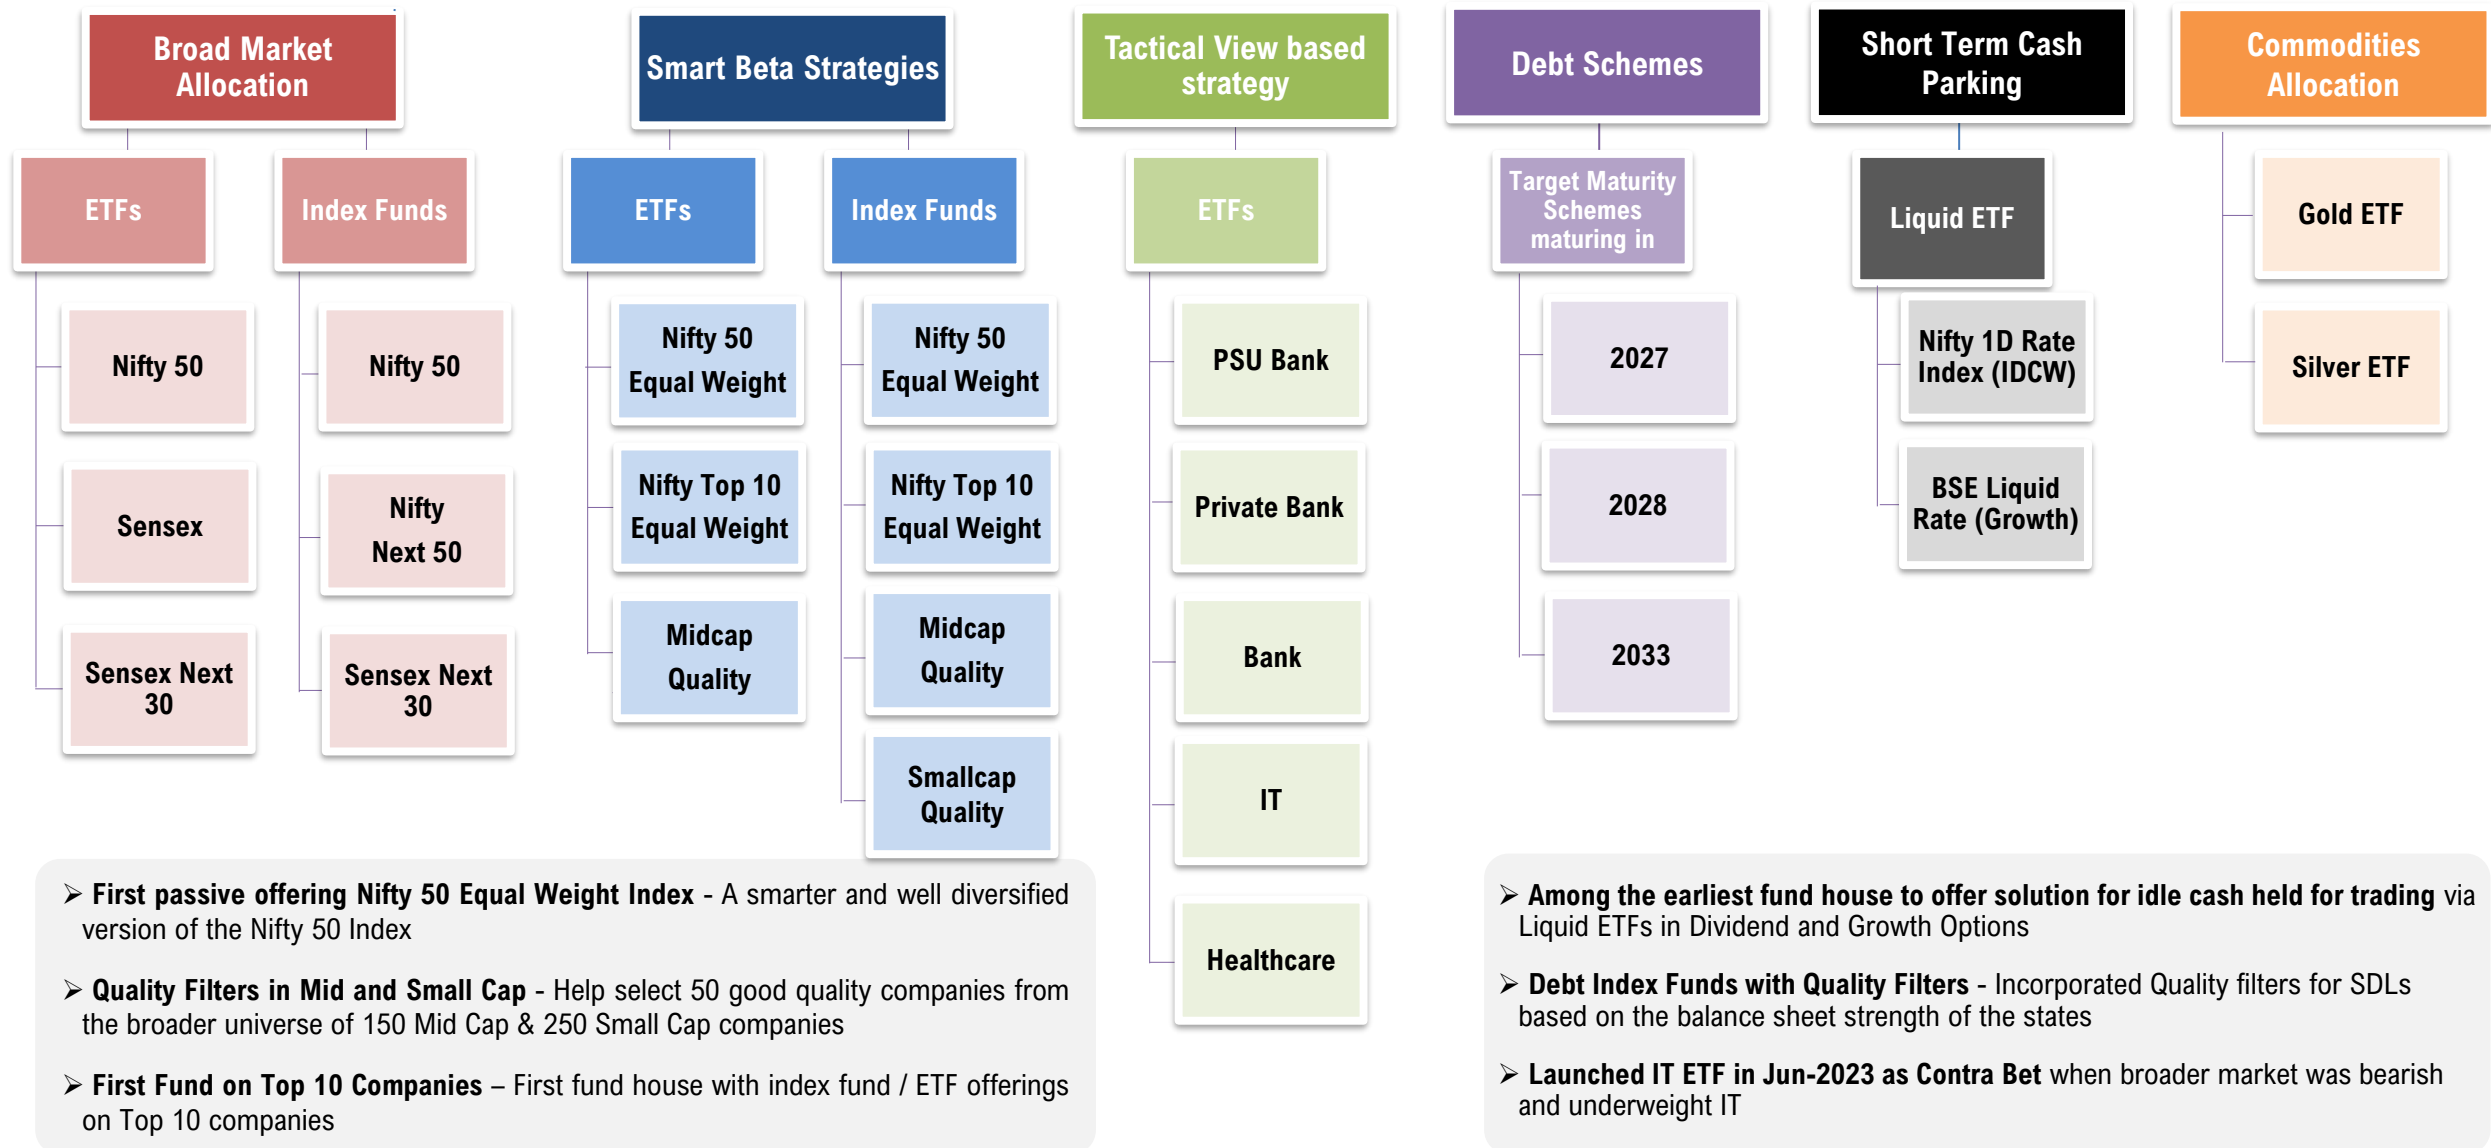 Broad Market
Allocation
ETFs
Index Funds
Nifty 50
Sensex
Sensex Next
30
Nifty 50
Nifty
Next 50
Sensex Next
30
Smart Beta Strategies
ETFs
Index Funds
Nifty 50
Equal Weight
Nifty Top 10
Equal Weight
Midcap
Quality
Nifty 50
Equal Weight
Nifty Top 10
Equal Weight
Midcap
Quality
Smallcap
Quality
Tactical View based
strategy
ETFs
PSU Bank
Private Bank
Bank
IT
Healthcare
Debt Schemes
Target Maturity
Schemes
maturing in
2027
2028
2033
Short Term Cash
Parking
Liquid ETF
Nifty 1D Rate
Index (IDCW)
BSE Liquid
Rate (Growth)
Commodities
Allocation
Gold ETF
Silver ETF
➢ First passive offering Nifty 50 Equal Weight Index - A smarter and well diversified
version of the Nifty 50 Index
➢ Quality Filters in Mid and Small Cap - Help select 50 good quality companies from
the broader universe of 150 Mid Cap & 250 Small Cap companies
➢ First Fund on Top 10 Companies – First fund house with index fund / ETF offerings
on Top 10 companies
➢ Among the earliest fund house to offer solution for idle cash held for trading via
Liquid ETFs in Dividend and Growth Options
➢ Debt Index Funds with Quality Filters - Incorporated Quality filters for SDLs
based on the balance sheet strength of the states
➢ Launched IT ETF in Jun-2023 as Contra Bet when broader market was bearish
and underweight IT